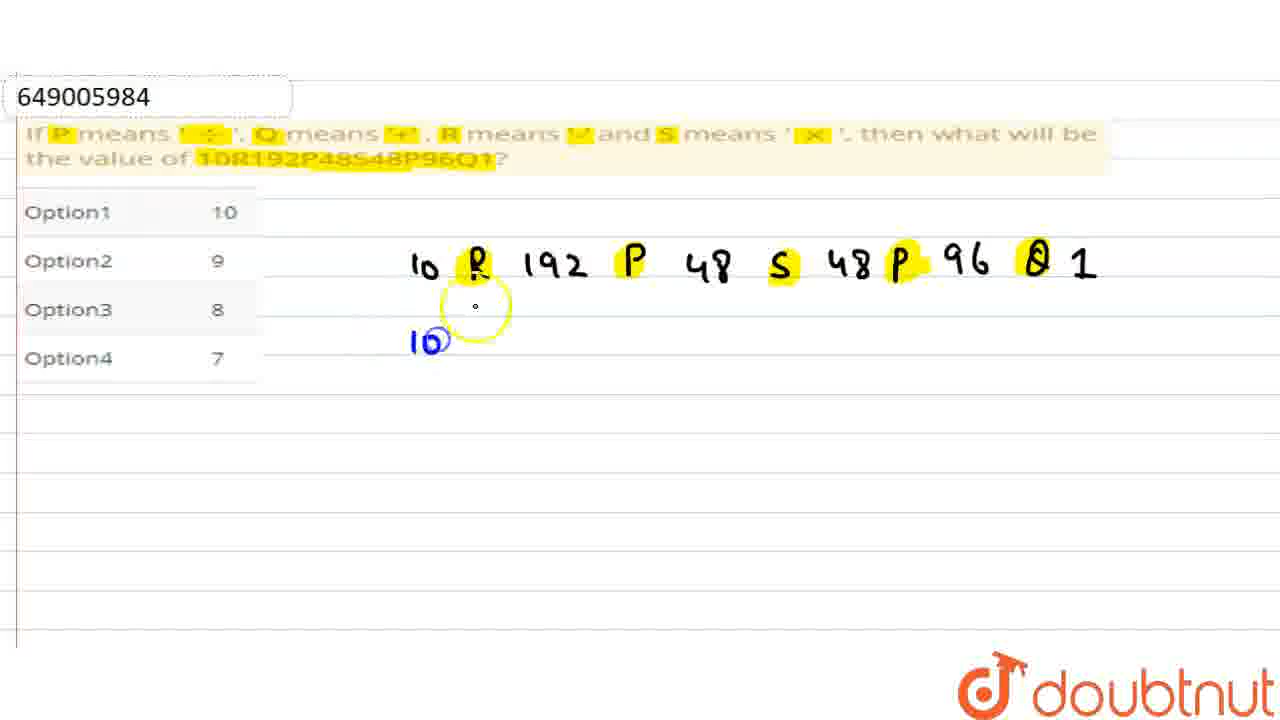 649005984
If P means ' ÷ ', Q means '+' , R means '-' and S means ' × ', then what will be
the value of 10R192P48S48P96Q1?
Option1 10
Option2 9
Option3 8
Option4 7
10 R 192 P 48 S 48 P 96 Q 1
10
doubtnut